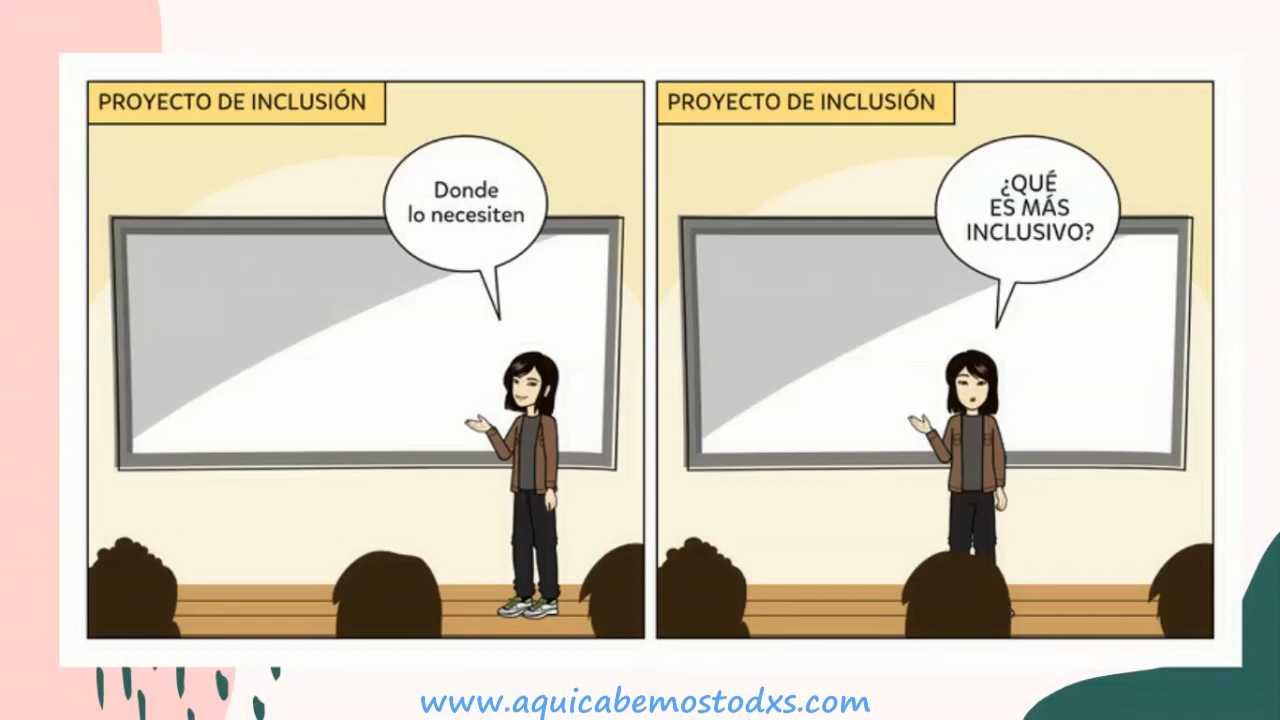 PROYECTO DE INCLUSIÓN
Donde
lo necesiten
PROYECTO DE INCLUSIÓN
¿QUÉ
ES MÁS
INCLUSIVO?
www.aquicabemostodxs.com